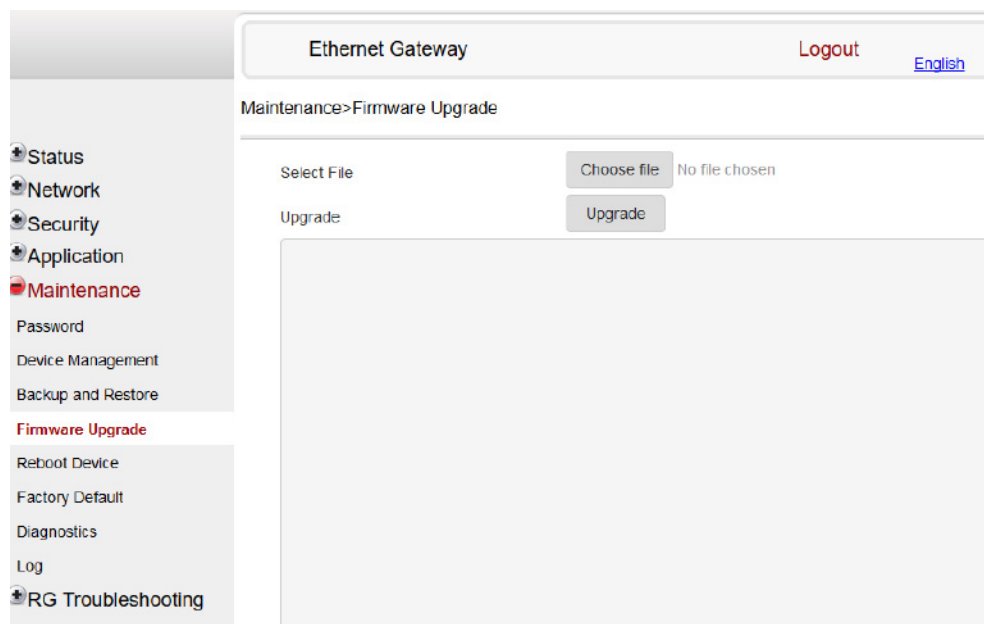 Ethernet Gateway
Logout
English
Maintenance>Firmware Upgrade
Status
Network
Security
Application
Maintenance
Password
Device Management
Backup and Restore
Firmware Upgrade
Reboot Device
Factory Default
Diagnostics
Log
RG Troubleshooting
Select File Choose file No file chosen
Upgrade Upgrade